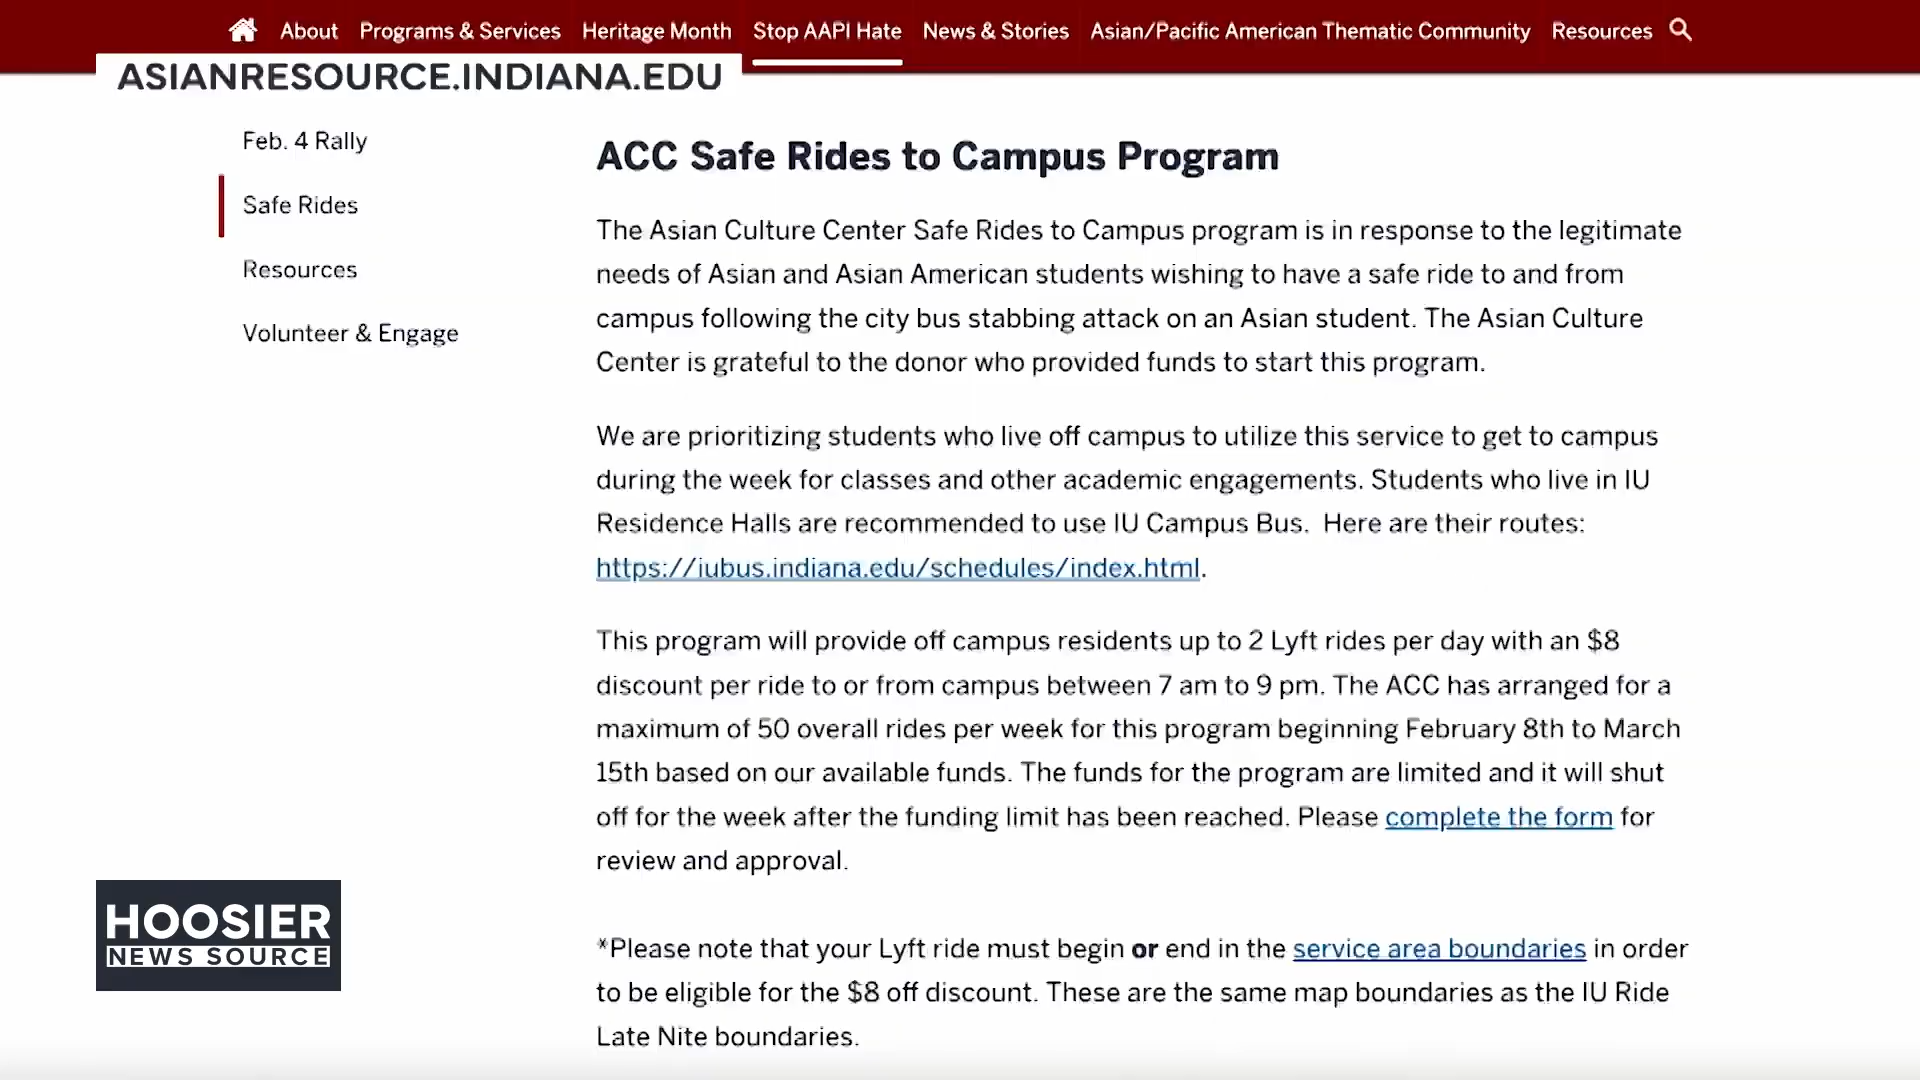 About Programs & Services Heritage Month Stop AAPI Hate News & Stories Asian/Pacific American Thematic Community Resources
ASIANRESOURCE.INDIANA.EDU
Feb. 4 Rally
Safe Rides
Resources
Volunteer & Engage
ACC Safe Rides to Campus Program
The Asian Culture Center Safe Rides to Campus program is in response to the legitimate
needs of Asian and Asian American students wishing to have a safe ride to and from
campus following the city bus stabbing attack on an Asian student. The Asian Culture
Center is grateful to the donor who provided funds to start this program.
We are prioritizing students who live off campus to utilize this service to get to campus
during the week for classes and other academic engagements. Students who live in IU
Residence Halls are recommended to use IU Campus Bus. Here are their routes:
https://iubus.indiana.edu/schedules/index.html.
This program will provide off campus residents up to 2 Lyft rides per day with an $8
discount per ride to or from campus between 7 am to 9 pm. The ACC has arranged for a
maximum of 50 overall rides per week for this program beginning February 8th to March
15th based on our available funds. The funds for the program are limited and it will shut
off for the week after the funding limit has been reached. Please complete the form for
review and approval.
*Please note that your Lyft ride must begin or end in the service area boundaries in order
to be eligible for the $8 off discount. These are the same map boundaries as the IU Ride
Late Nite boundaries.
HOOSIER
NEWS SOURCE